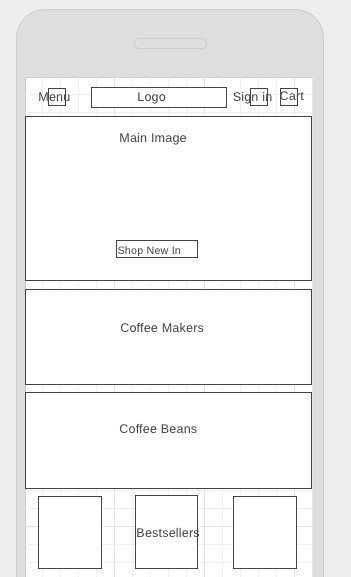 Menu Logo Sign in Cart
Main Image
Shop New In
Coffee Makers
Coffee Beans
Bestsellers